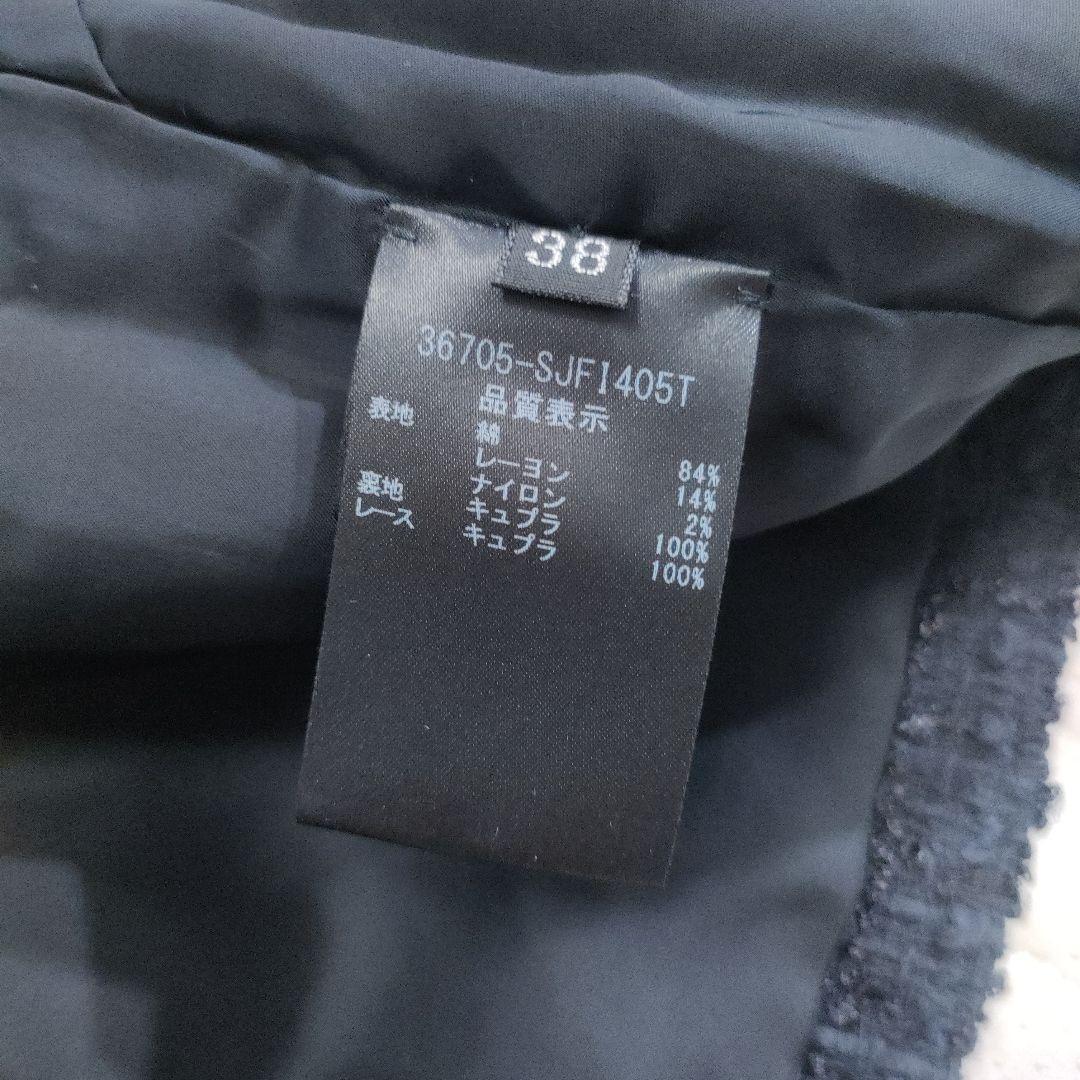 38
36705-SJFI405T
品質表示
表地 綿 84%
レーヨン 14%
ナイロン 2%
裏地 キュプラ 100%
レース キュプラ 100%